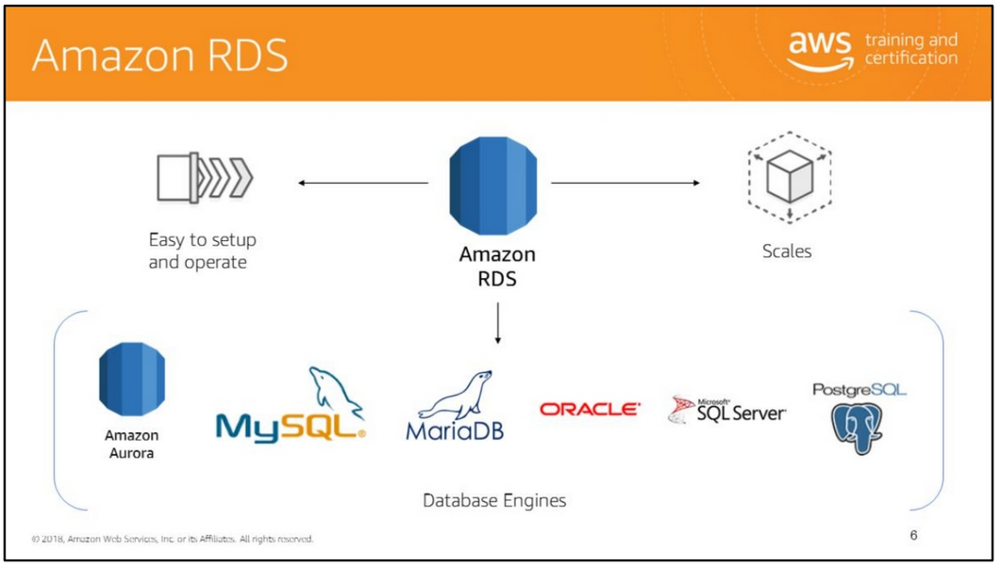 Amazon RDS
aws training and
certification
Easy to setup
and operate
Amazon
RDS
Scales
Amazon
Aurora
MySQL®
MariaDB
ORACLE®
Microsoft®
SQL Server®
PostgreSQL
Database Engines
© 2018, Amazon Web Services, Inc. or its Affiliates. All rights reserved.
6